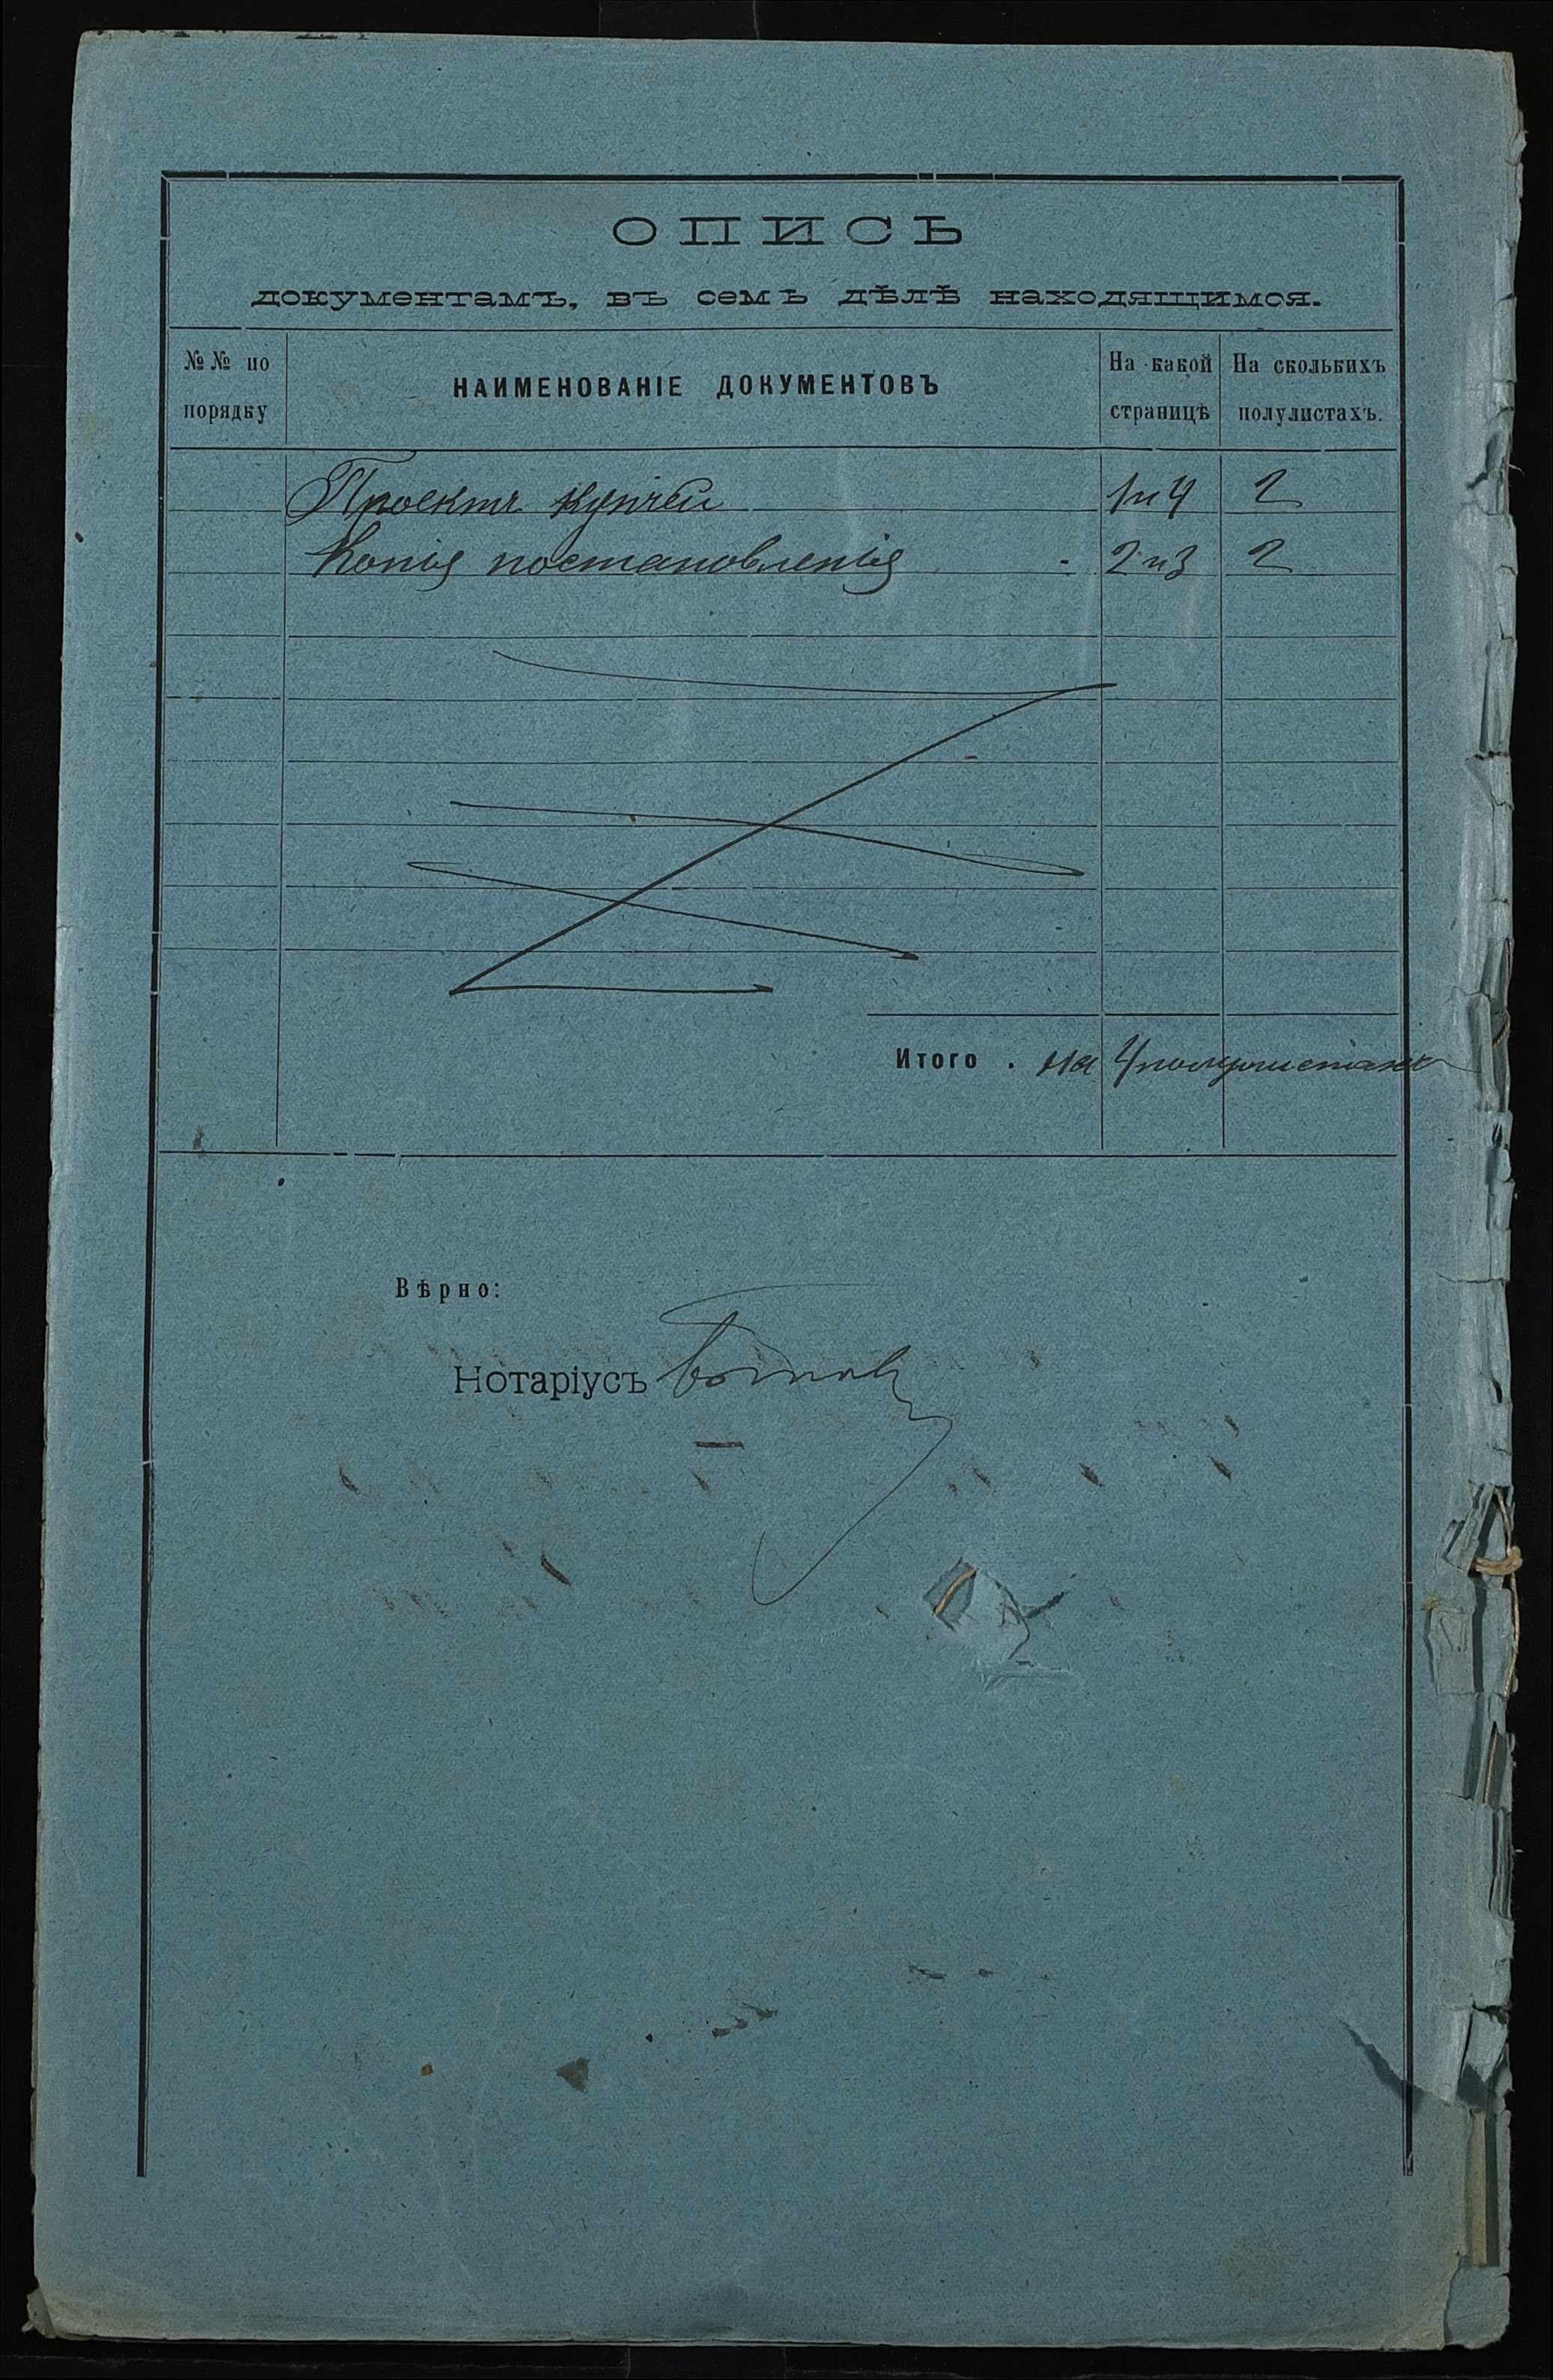 ОПИСЬ
документамъ, въ семъ дѣлѣ находящимся.
№№ по порядку
НАИМЕНОВАНІЕ ДОКУМЕНТОВЪ
На какой страницѣ
На сколькихъ полулистахъ.
Проектъ купчей 1 и 4 2
Копія постановленія 2 и 3 2
Итого . на 4 полулистахъ
Вѣрно:
Нотаріусъ